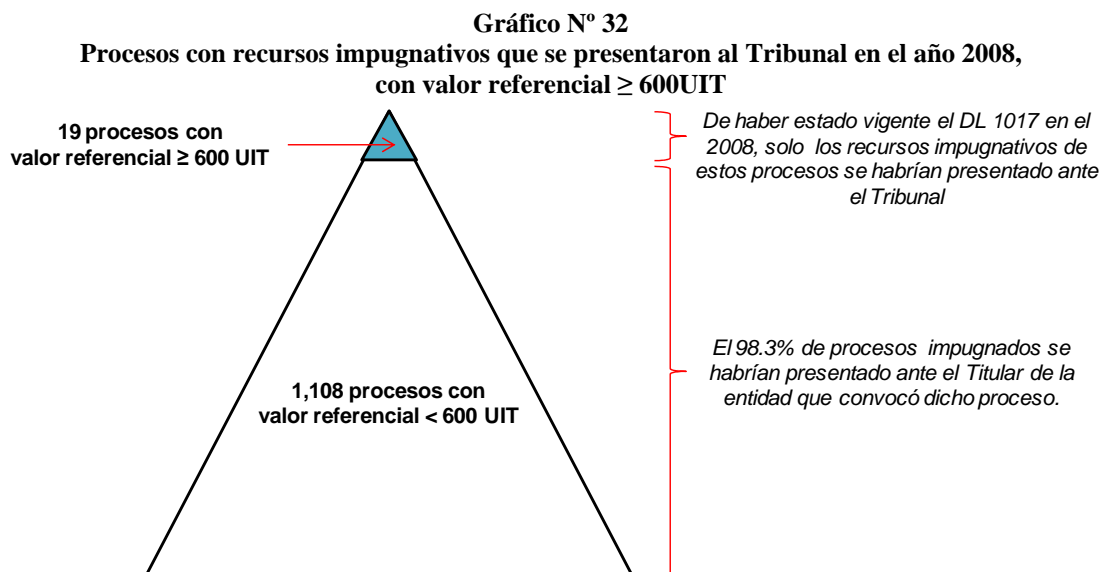 Gráfico Nº 32
Procesos con recursos impugnativos que se presentaron al Tribunal en el año 2008,
con valor referencial ≥ 600UIT
19 procesos con
valor referencial ≥ 600 UIT
De haber estado vigente el DL 1017 en el
2008, solo los recursos impugnativos de
estos procesos se habrían presentado ante
el Tribunal
1,108 procesos con
valor referencial < 600 UIT
El 98.3% de procesos impugnados se
habrían presentado ante el Titular de la
entidad que convocó dicho proceso.